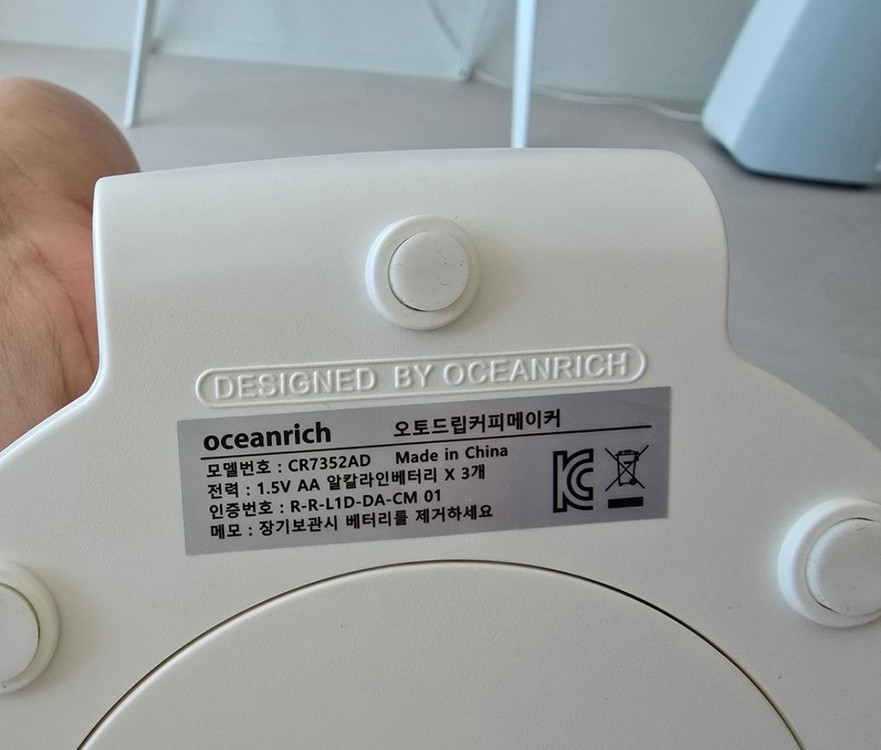 DESIGNED BY OCEANRICH
oceanrich 오토드립커피메이커
모델번호 : CR7352AD Made in China
전력 : 1.5V AA 알칼라인베터리 X 3개
인증번호 : R-R-L1D-DA-CM 01
메모 : 장기보관시 베터리를 제거하세요